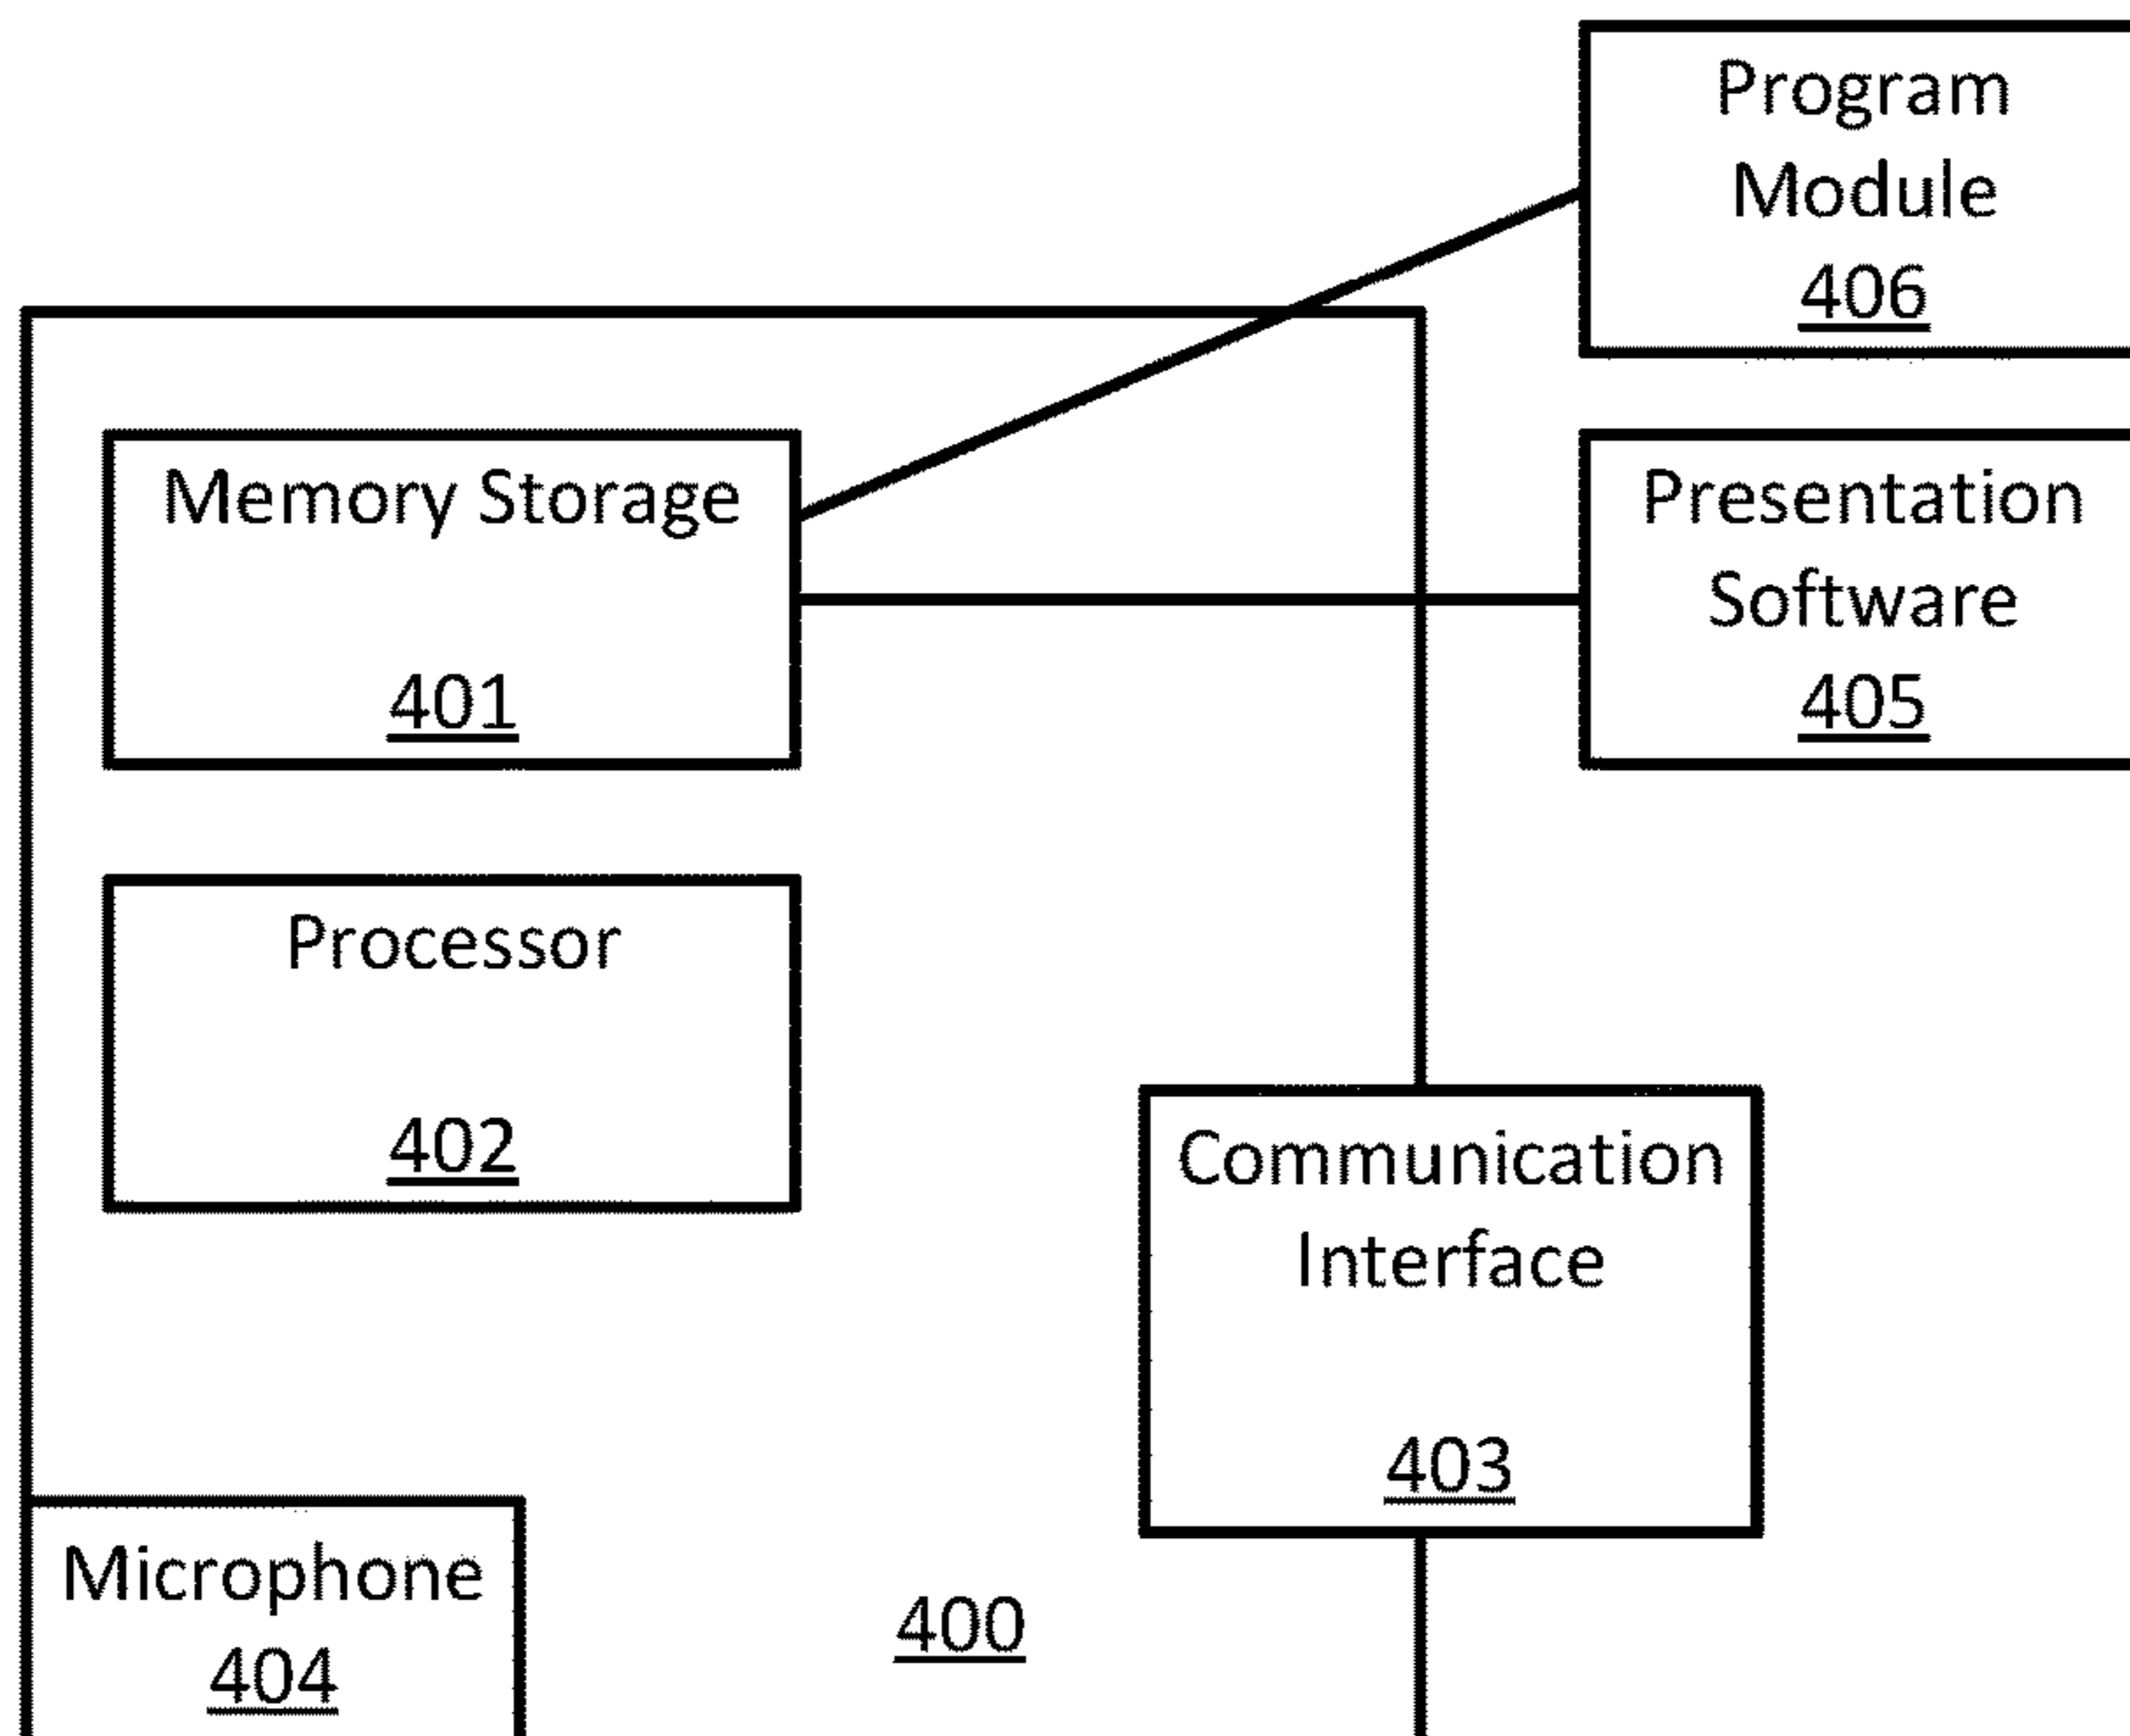 Program
Module
406
Memory Storage
401
Presentation
Software
405
Processor
402
Communication
Interface
403
Microphone
404
400